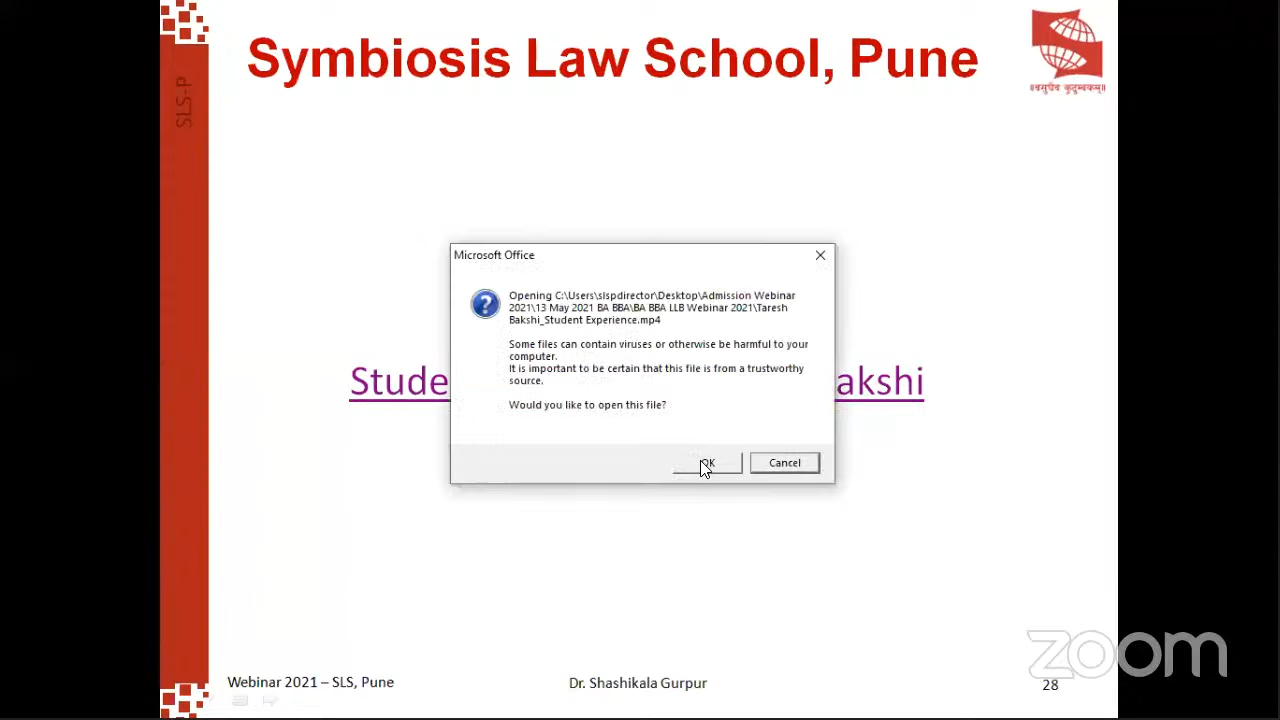 Symbiosis Law School, Pune
॥वसुधैव कुटुम्बकम्॥
SLS-P
Microsoft Office
Opening C:\Users\slspdirector\Desktop\Admission Webinar
2021\13 May 2021 BA BBA\BA BBA LLB Webinar 2021\Taresh
Bakshi_Student Experience.mp4
Some files can contain viruses or otherwise be harmful to your
computer.
It is important to be certain that this file is from a trustworthy
source.
Would you like to open this file?
OK Cancel
Stude akshi
zoom
Webinar 2021 – SLS, Pune Dr. Shashikala Gurpur 28